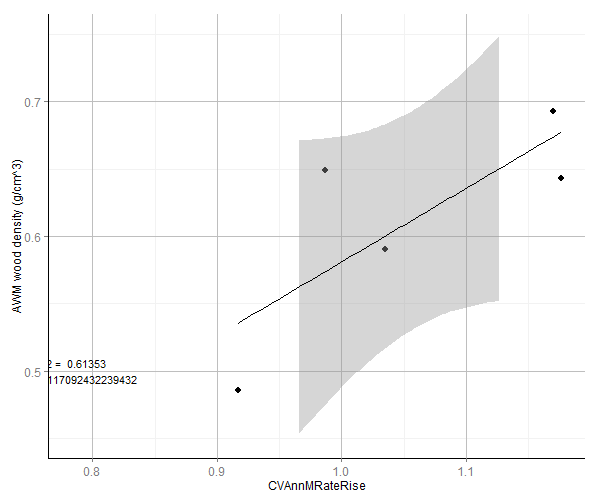 0.7
0.6
0.5
AWM wood density (g/cm^3)
2 = 0.61353
117092432239432
0.8 0.9 1.0 1.1
CVAnnMRateRise